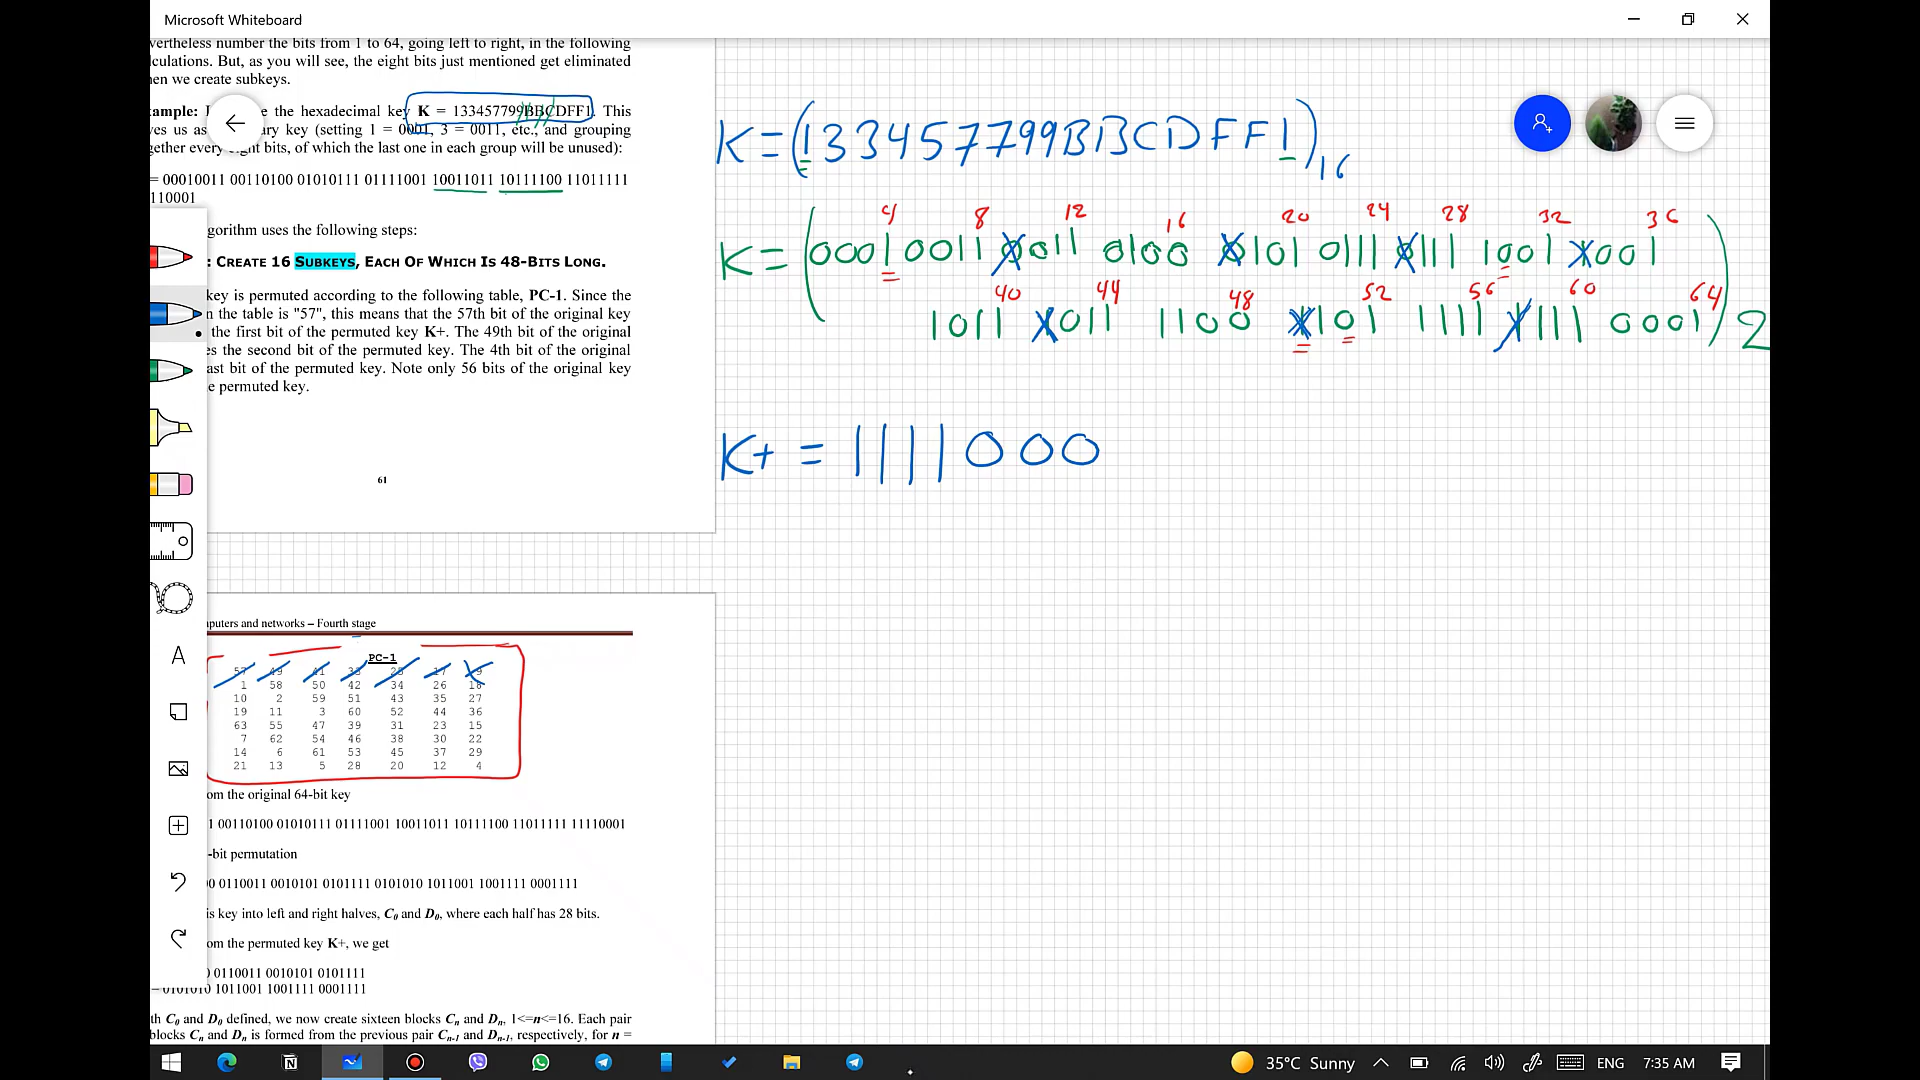 Microsoft Whiteboard
vertheless number the bits from 1 to 64, going left to right, in the following
lculations. But, as you will see, the eight bits just mentioned get eliminated
en we create subkeys.
xample: the hexadecimal key K = 133457799BBCDFF1. This
ves us as ary key (setting 1 = 0001, 3 = 0011, etc., and grouping
gether every eight bits, of which the last one in each group will be unused):
= 00010011 00110100 01010111 01111001 10011011 10111100 11011111
110001
gorithm uses the following steps:
: CREATE 16 SUBKEYS, EACH OF WHICH IS 48-BITS LONG.
key is permuted according to the following table, PC-1. Since the
n the table is "57", this means that the 57th bit of the original key
the first bit of the permuted key K+. The 49th bit of the original
es the second bit of the permuted key. The 4th bit of the original
ast bit of the permuted key. Note only 56 bits of the original key
e permuted key.
61
K=(133457799BBCDFF1)16
4 8 12 16 20 24 28 32 36
K=(0001 0011 0011 0100 0101 0111 0111 1001 1001
40 44 48 52 56 60 64
1011 1011 1100 1101 1111 1111 0001)2
K+ = 1111000
mputers and networks – Fourth stage
PC-1
57 49 41 33 25 17 9
1 58 50 42 34 26 18
10 2 59 51 43 35 27
19 11 3 60 52 44 36
63 55 47 39 31 23 15
7 62 54 46 38 30 22
14 6 61 53 45 37 29
21 13 5 28 20 12 4
om the original 64-bit key
1 00110100 01010111 01111001 10011011 10111100 11011111 11110001
-bit permutation
00 0110011 0010101 0101111 0101010 1011001 1001111 0001111
is key into left and right halves, C0 and D0, where each half has 28 bits.
om the permuted key K+, we get
0 0110011 0010101 0101111
= 0101010 1011001 1001111 0001111
th C0 and D0 defined, we now create sixteen blocks Cn and Dn, 1<=n<=16. Each pair
blocks Cn and Dn is formed from the previous pair Cn-1 and Dn-1, respectively, for n =
35°C Sunny
ENG
7:35 AM